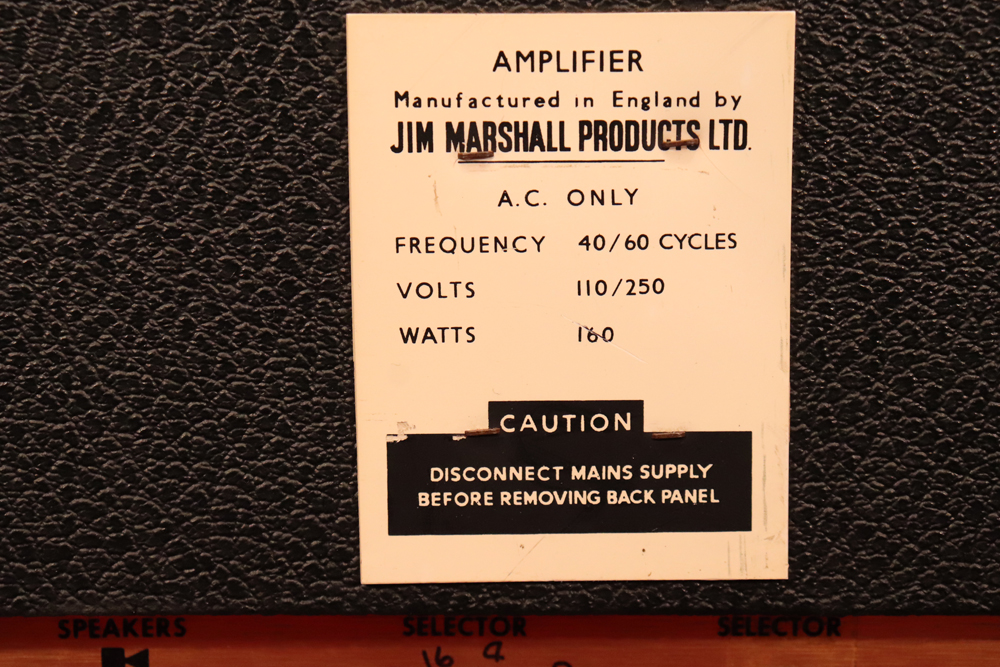 AMPLIFIER
Manufactured in England by
JIM MARSHALL PRODUCTS LTD.
A.C. ONLY
FREQUENCY 40/60 CYCLES
VOLTS 110/250
WATTS 160
CAUTION
DISCONNECT MAINS SUPPLY
BEFORE REMOVING BACK PANEL
SPEAKERS SELECTOR SELECTOR
16